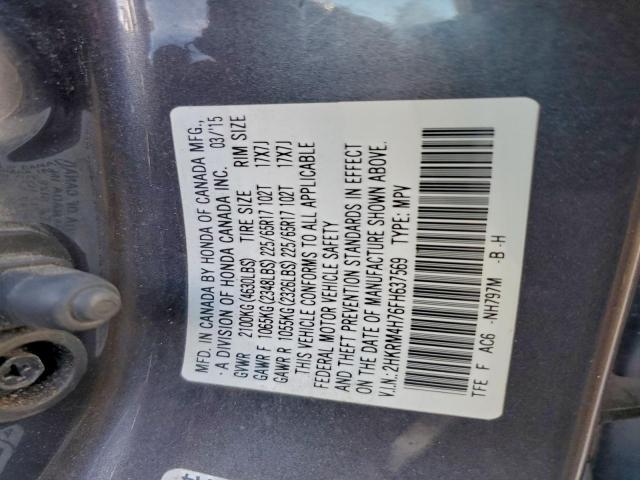 MFD. IN CANADA BY HONDA OF CANADA MFG.,
A DIVISION OF HONDA CANADA INC. 03/'15
GVWR 2100KG (4630LBS) TIRE SIZE RIM SIZE
GAWR F 1065KG (2348LBS) 225/65R17 102T 17X7J
GAWR R 1055KG (2326LBS) 225/65R17 102T 17X7J
THIS VEHICLE CONFORMS TO ALL APPLICABLE
FEDERAL MOTOR VEHICLE SAFETY
AND THEFT PREVENTION STANDARDS IN EFFECT
ON THE DATE OF MANUFACTURE SHOWN ABOVE.
V.I.N.:2HKRM4H76FH637569 TYPE: MPV
TFE F AC6 -NH797M -B -H